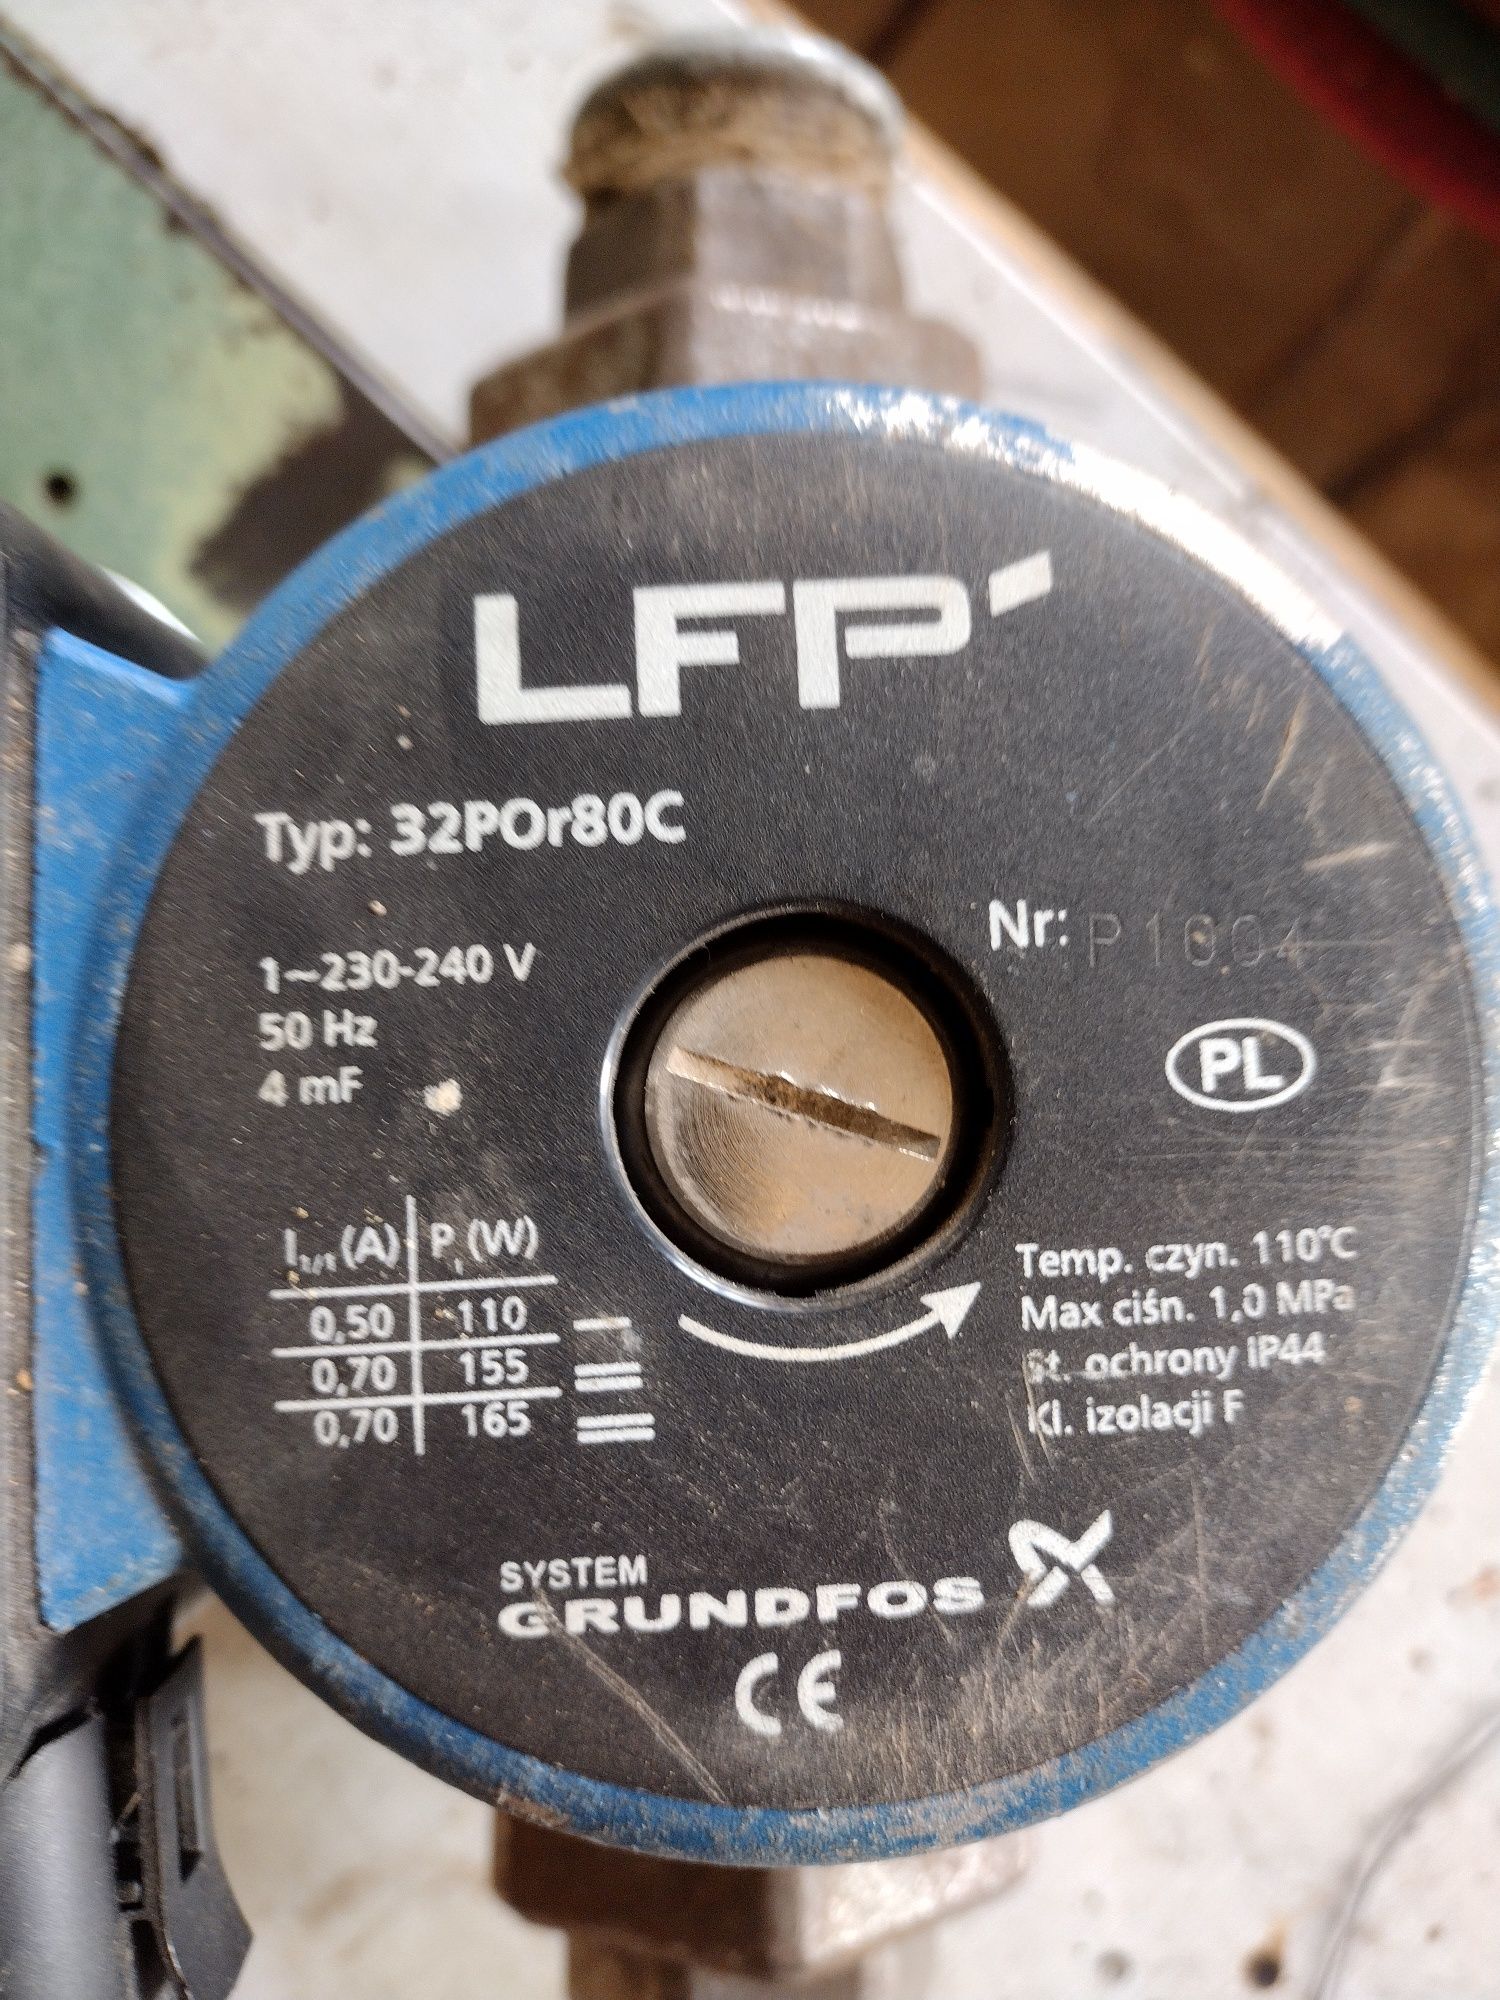 LFP
Typ: 32POr80C
Nr: P1004
1~230-240 V
50 Hz
4 mF
PL
I1/1 (A) P1 (W)
0,50 110
0,70 155
0,70 165
Temp. czyn. 110°C
Max ciśn. 1,0 MPa
St. ochrony IP44
Kl. izolacji F
SYSTEM
GRUNDFOS
CE